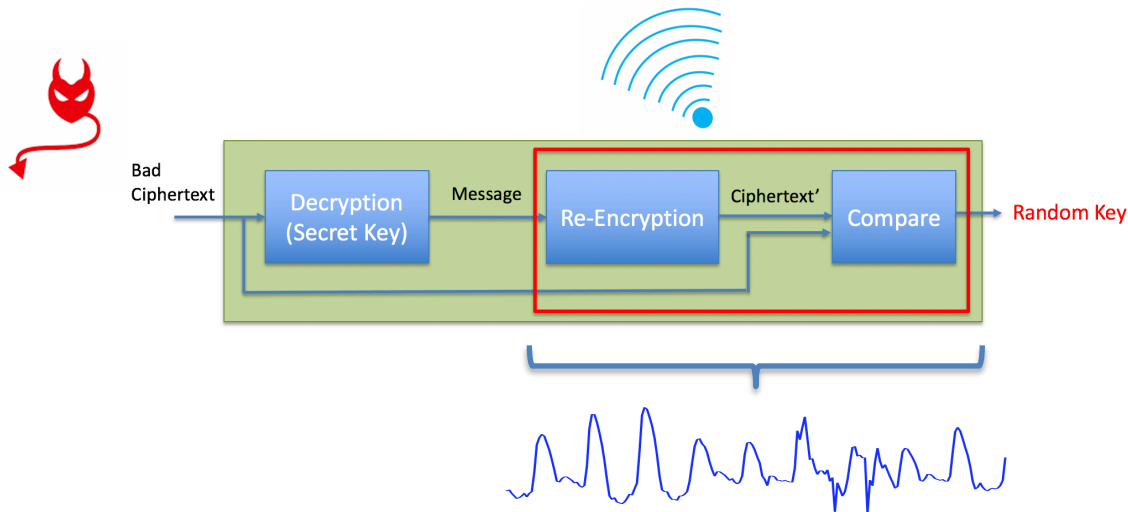 Bad
Ciphertext
Decryption
(Secret Key)
Message
Re-Encryption
Ciphertext’
Compare
Random Key